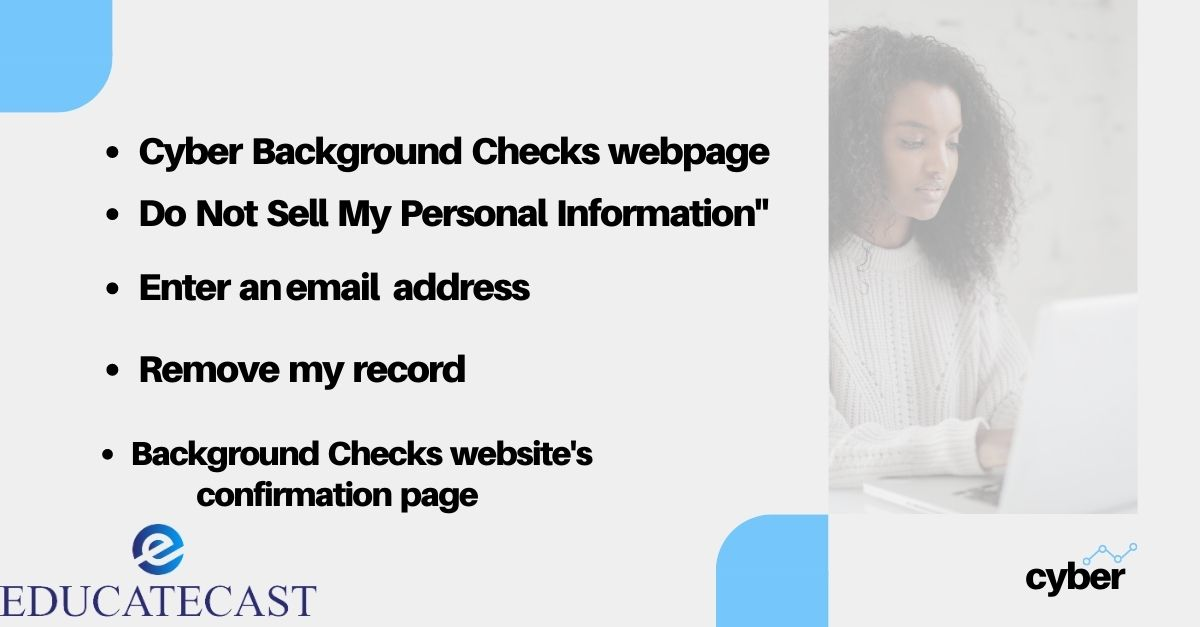 Cyber Background Checks webpage
Do Not Sell My Personal Information"
Enter an email address
Remove my record
Background Checks website's
confirmation page
e
EDUCATECAST
cyber